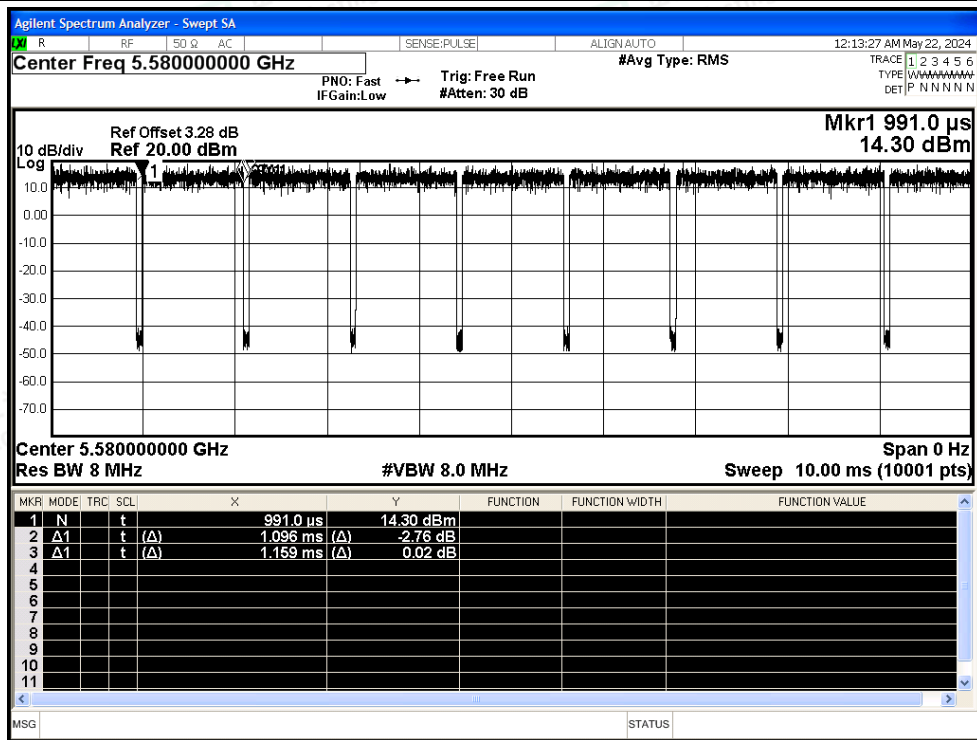 Agilent Spectrum Analyzer - Swept SA
LXI R RF 50 Ω AC SENSE:PULSE ALIGN AUTO 12:13:27 AM May 22, 2024
Center Freq 5.580000000 GHz #Avg Type: RMS TRACE 1 2 3 4 5 6
PNO: Fast Trig: Free Run TYPE
IFGain:Low #Atten: 30 dB DET P N N N N N
Ref Offset 3.28 dB Mkr1 991.0 µs
10 dB/div Ref 20.00 dBm 14.30 dBm
Log
1
10.0
0.00
-10.0
-20.0
-30.0
-40.0
-50.0
-60.0
-70.0
Center 5.580000000 GHz Span 0 Hz
Res BW 8 MHz #VBW 8.0 MHz Sweep 10.00 ms (10001 pts)
MKR MODE TRC SCL X Y FUNCTION FUNCTION WIDTH FUNCTION VALUE
1 N t 991.0 µs 14.30 dBm
2 Δ1 t (Δ) 1.096 ms (Δ) -2.76 dB
3 Δ1 t (Δ) 1.159 ms (Δ) 0.02 dB
4
5
6
7
8
9
10
11
MSG STATUS